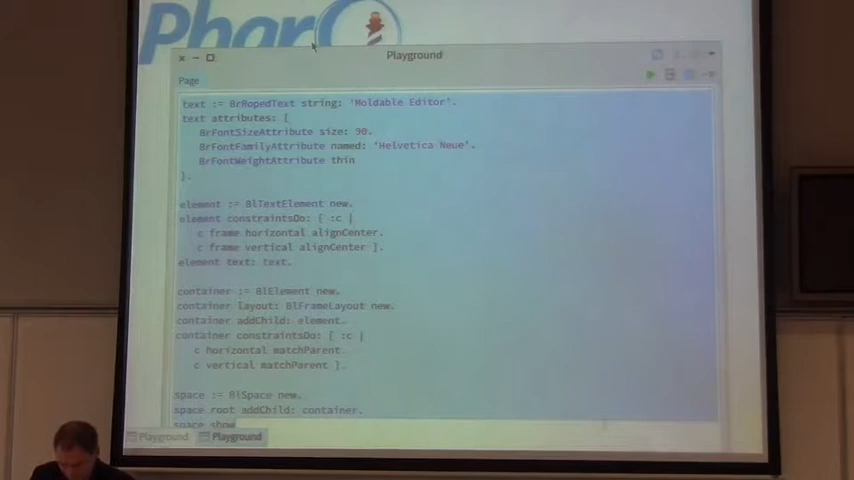 Pharo
Playground
Page
text := BrRopedText string: 'Moldable Editor'.
text attributes: {
BrFontSizeAttribute size: 90.
BrFontFamilyAttribute named: 'Helvetica Neue'.
BrFontWeightAttribute thin
}.
element := BlTextElement new.
element constraintsDo: [ :c |
c frame horizontal alignCenter.
c frame vertical alignCenter ].
element text: text.
container := BlElement new.
container layout: BlFrameLayout new.
container addChild: element.
container constraintsDo: [ :c |
c horizontal matchParent.
c vertical matchParent ].
space := BlSpace new.
space root addChild: container.
space show
Playground Playground